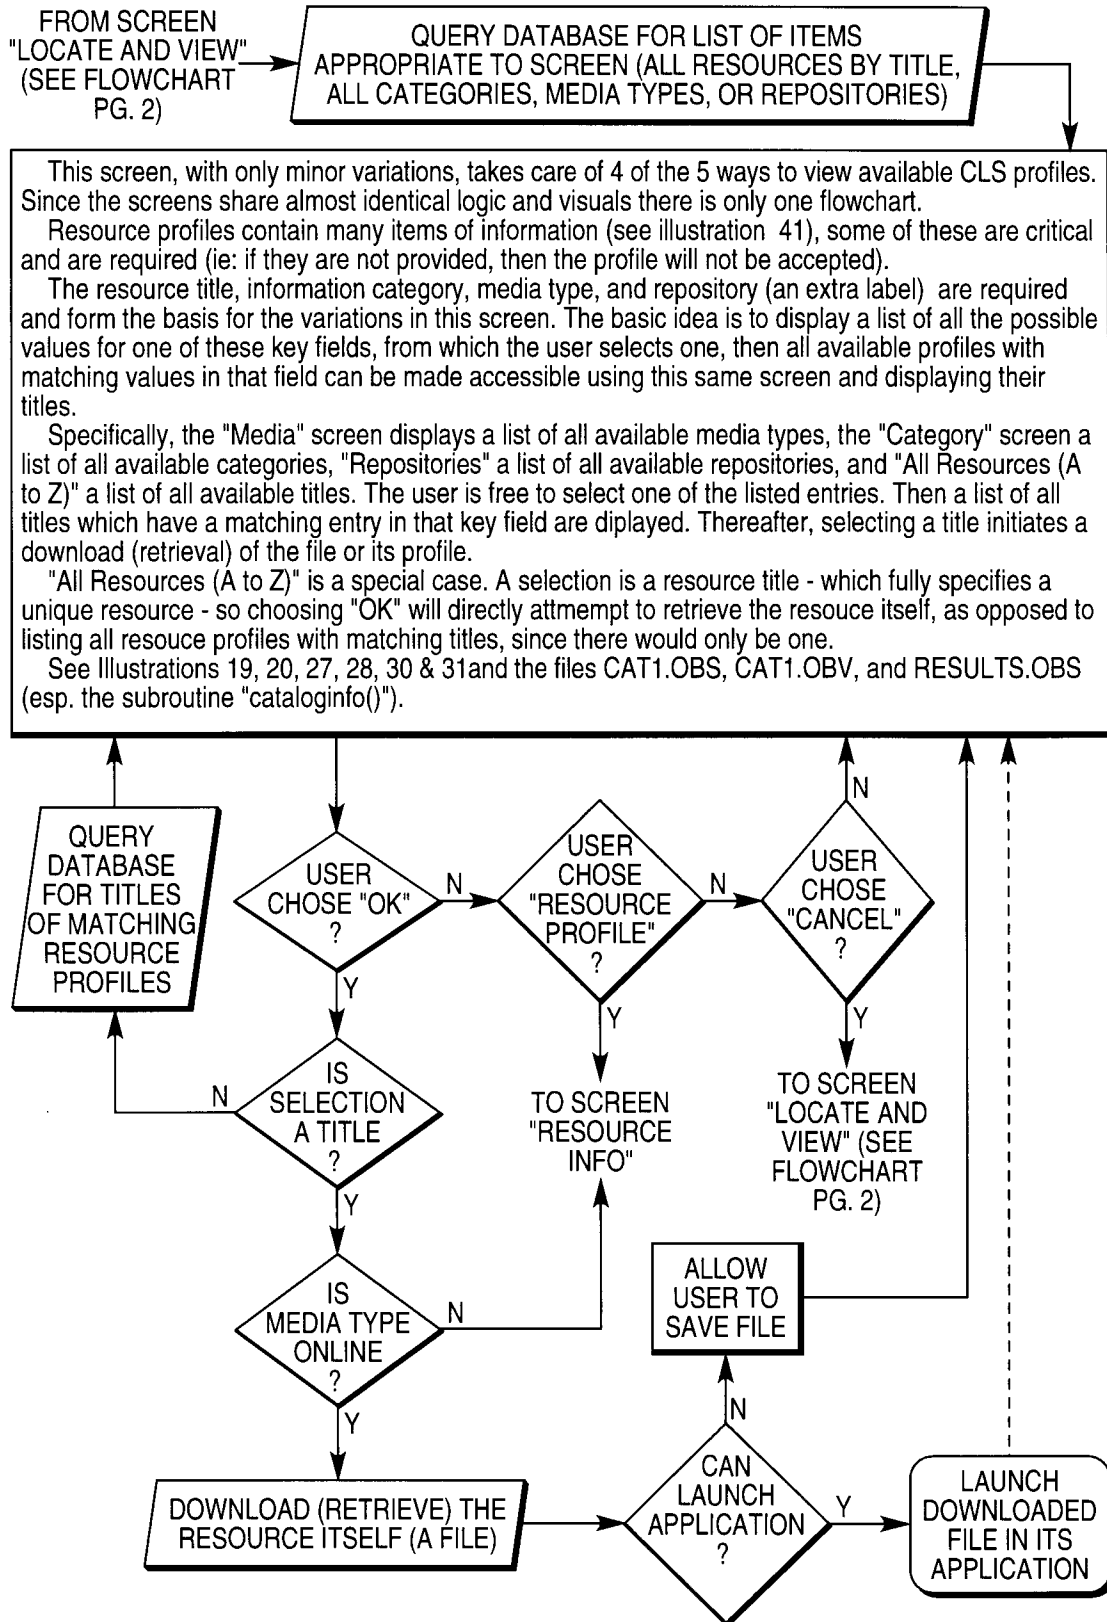 FROM SCREEN
"LOCATE AND VIEW"
(SEE FLOWCHART
PG. 2)
QUERY DATABASE FOR LIST OF ITEMS
APPROPRIATE TO SCREEN (ALL RESOURCES BY TITLE,
ALL CATEGORIES, MEDIA TYPES, OR REPOSITORIES)
This screen, with only minor variations, takes care of 4 of the 5 ways to view available CLS profiles.
Since the screens share almost identical logic and visuals there is only one flowchart.
Resource profiles contain many items of information (see illustration 41), some of these are critical
and are required (ie: if they are not provided, then the profile will not be accepted).
The resource title, information category, media type, and repository (an extra label) are required
and form the basis for the variations in this screen. The basic idea is to display a list of all the possible
values for one of these key fields, from which the user selects one, then all available profiles with
matching values in that field can be made accessible using this same screen and displaying their
titles.
Specifically, the "Media" screen displays a list of all available media types, the "Category" screen a
list of all available categories, "Repositories" a list of all available repositories, and "All Resources (A
to Z)" a list of all available titles. The user is free to select one of the listed entries. Then a list of all
titles which have a matching entry in that key field are diplayed. Thereafter, selecting a title initiates a
download (retrieval) of the file or its profile.
"All Resources (A to Z)" is a special case. A selection is a resource title - which fully specifies a
unique resource - so choosing "OK" will directly attmempt to retrieve the resouce itself, as opposed to
listing all resouce profiles with matching titles, since there would only be one.
See Illustrations 19, 20, 27, 28, 30 & 31and the files CAT1.OBS, CAT1.OBV, and RESULTS.OBS
(esp. the subroutine "cataloginfo()").
QUERY
DATABASE
FOR TITLES
OF MATCHING
RESOURCE
PROFILES
USER
CHOSE "OK"
?
N
Y
USER
CHOSE
"RESOURCE
PROFILE"
?
N
Y
USER
CHOSE
"CANCEL"
?
N
Y
IS
SELECTION
A TITLE
?
N
Y
TO SCREEN
"RESOURCE
INFO"
TO SCREEN
"LOCATE AND
VIEW" (SEE
FLOWCHART
PG. 2)
IS
MEDIA TYPE
ONLINE
?
N
Y
ALLOW
USER TO
SAVE FILE
N
DOWNLOAD (RETRIEVE) THE
RESOURCE ITSELF (A FILE)
CAN
LAUNCH
APPLICATION
?
Y
LAUNCH
DOWNLOADED
FILE IN ITS
APPLICATION